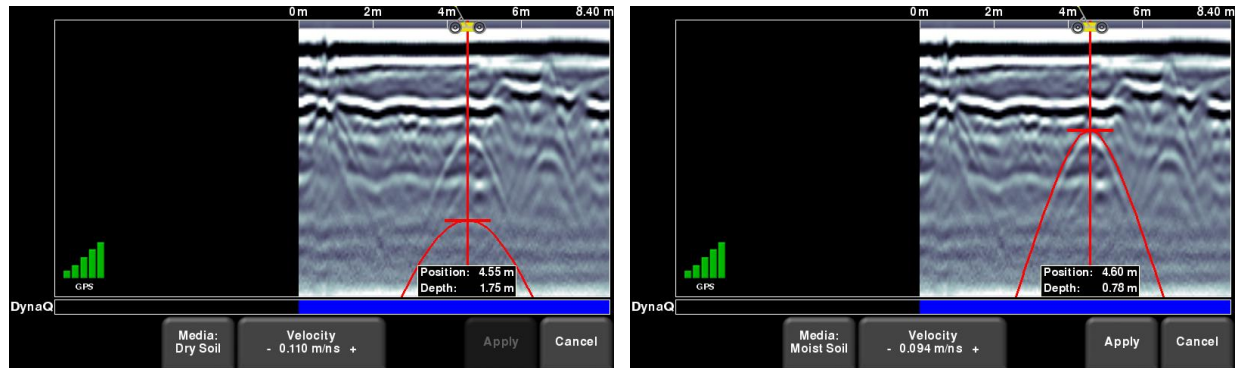 0m 2m 4m 6m 8.40 m
Position: 4.55 m
Depth: 1.75 m
GPS
DynaQ
Media:
Dry Soil
Velocity
- 0.110 m/ns +
Apply
Cancel
0m 2m 4m 6m 8.40 m
Position: 4.60 m
Depth: 0.78 m
GPS
DynaQ
Media:
Moist Soil
Velocity
- 0.094 m/ns +
Apply
Cancel